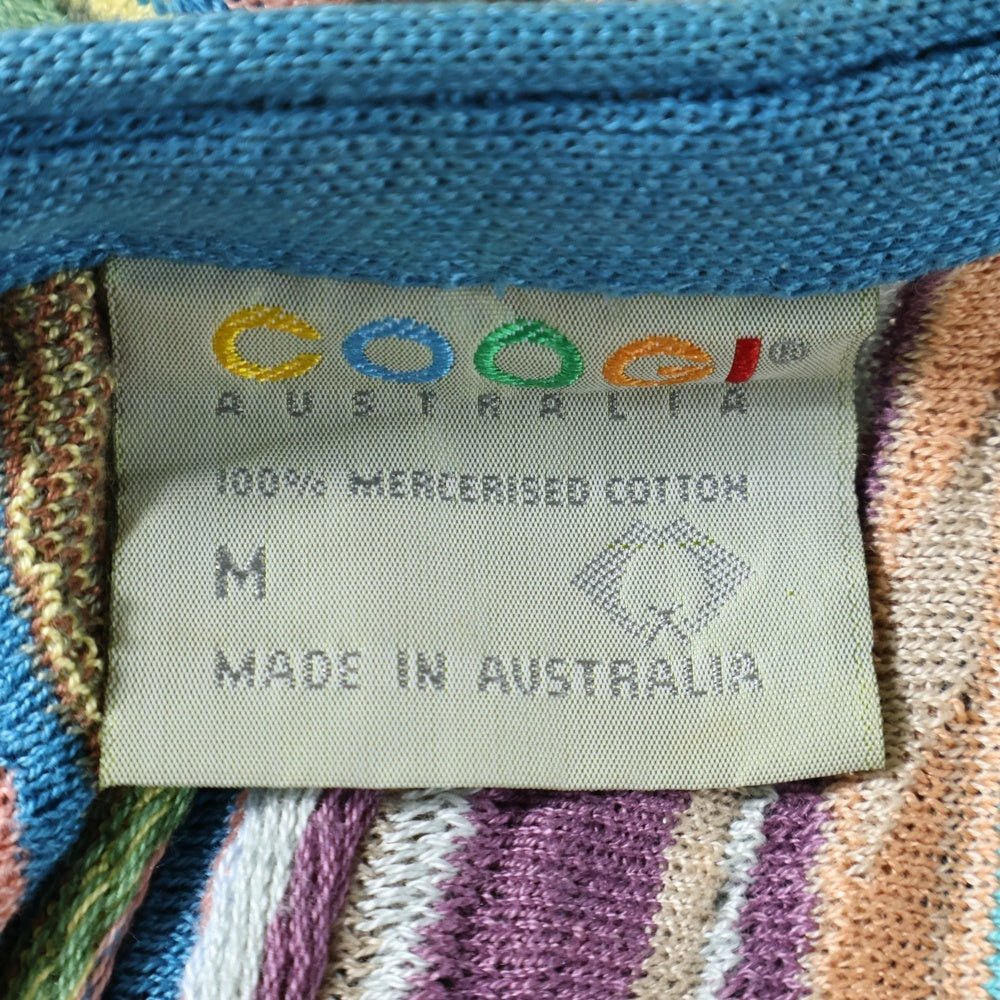 COOGI®
AUSTRALIA
100% MERCERISED COTTON
M
MADE IN AUSTRALIA